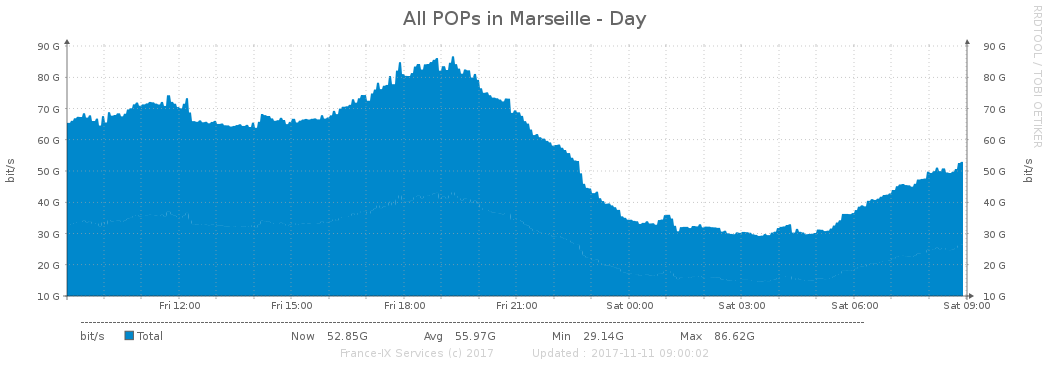 All POPs in Marseille - Day
RRDTOOL / TOBI OETIKER
90 G 90 G
80 G 80 G
70 G 70 G
60 G 60 G
50 G 50 G
40 G 40 G
30 G 30 G
20 G 20 G
10 G 10 G
bit/s bit/s
Fri 12:00 Fri 15:00 Fri 18:00 Fri 21:00 Sat 00:00 Sat 03:00 Sat 06:00 Sat 09:00
bit/s Total Now 52.85G Avg 55.97G Min 29.14G Max 86.62G
France-IX Services (c) 2017 Updated : 2017-11-11 09:00:02